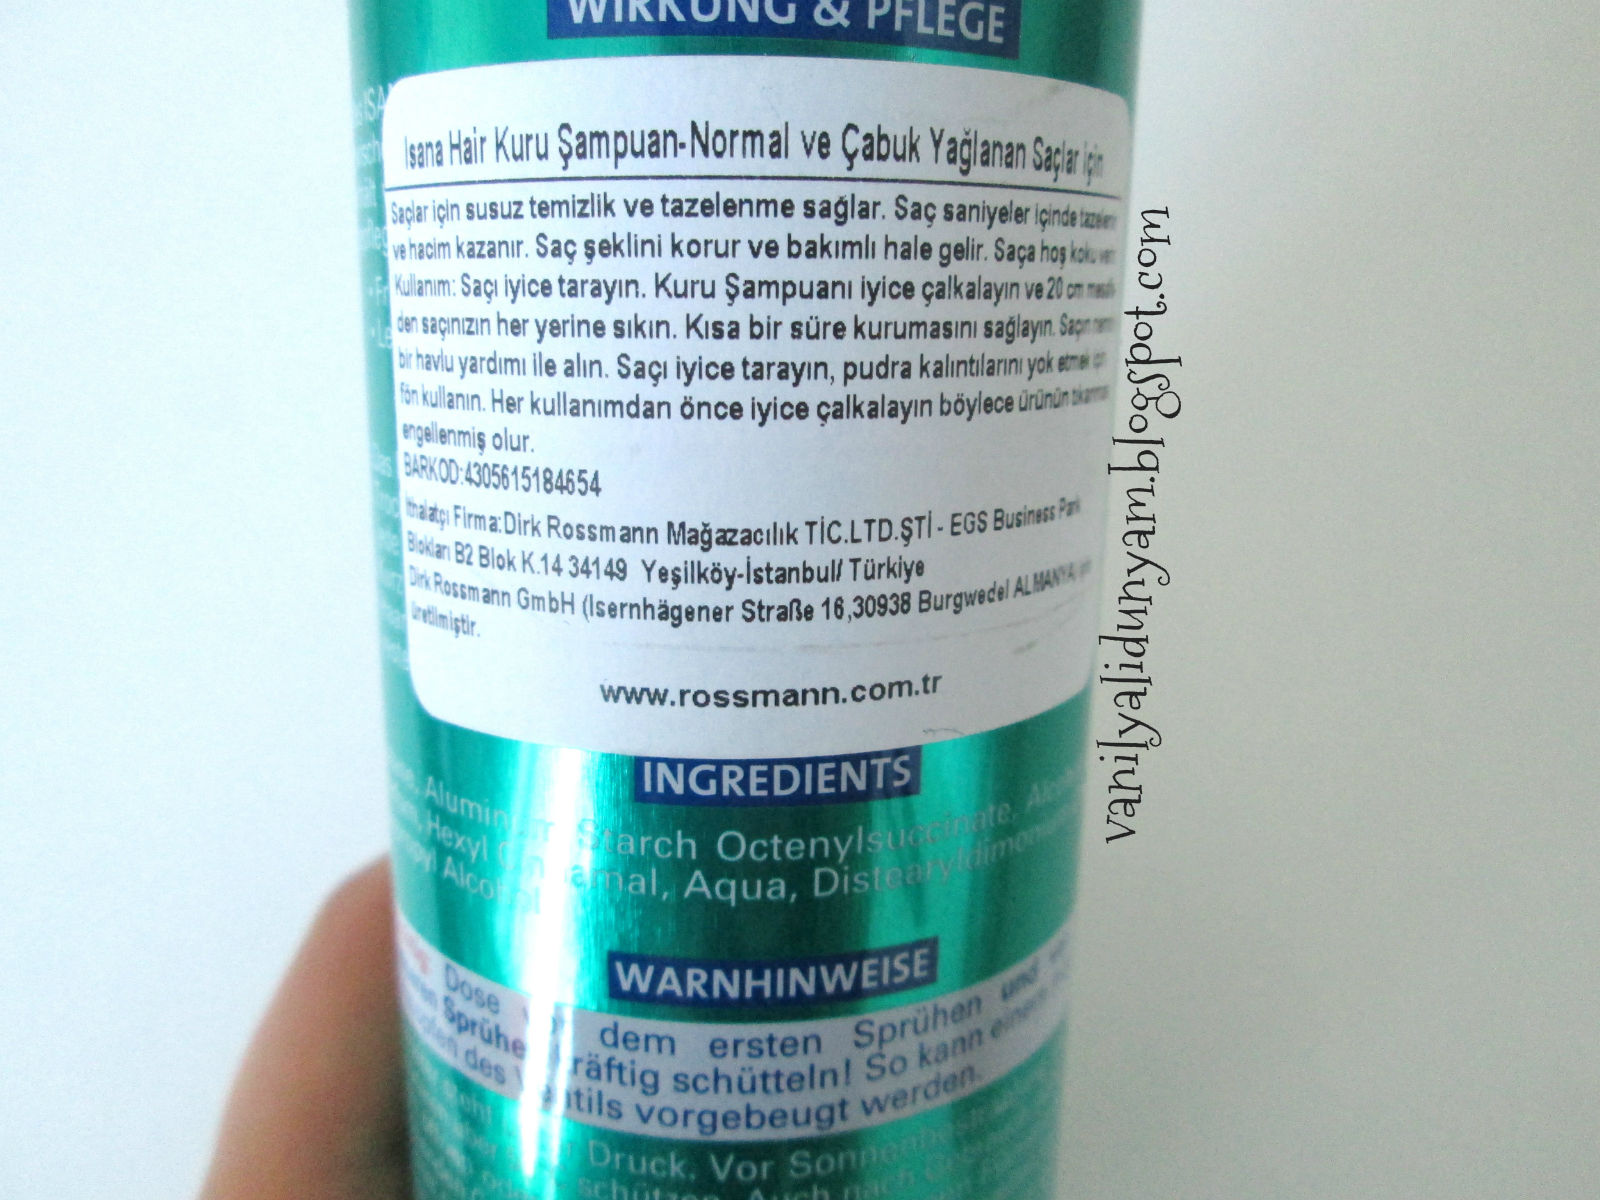 WIRKUNG & PFLEGE
Isana Hair Kuru Şampuan-Normal ve Çabuk Yağlanan Saçlar için
Saçlar için susuz temizlik ve tazelenme sağlar. Saç saniyeler içinde
ve hacim kazanır. Saç şeklini korur ve bakımlı hale gelir. Saça hoş koku
Kullanım: Saçı iyice tarayın. Kuru Şampuanı iyice çalkalayın ve 20 cm
den saçınızın her yerine sıkın. Kısa bir süre kurumasını sağlayın. Saçın
bir havlu yardımı ile alın. Saçı iyice tarayın, pudra kalıntılarını yok etmek için
fön kullanın. Her kullanımdan önce iyice çalkalayın böylece ürünün
engellenmiş olur.
BARKOD:4305615184654
İthalatçı Firma:Dirk Rossmann Mağazacılık TİC.LTD.ŞTİ - EGS Business Park
Blokları B2 Blok K.14 34149 Yeşilköy-İstanbul/ Türkiye
Dirk Rossmann GmbH (Isernhägener Straße 16,30938 Burgwedel ALMANYA
üretilmiştir.
www.rossmann.com.tr
INGREDIENTS
Starch Octenylsuccinate,
Hexyl Aqua,
Alcohol
WARNHINWEISE
Dose dem ersten Sprühen und
kräftig schütteln! So kann einem
des Ventils vorgebeugt werden.
Druck. Vor
vaniljaliduunyam.blogspot.com